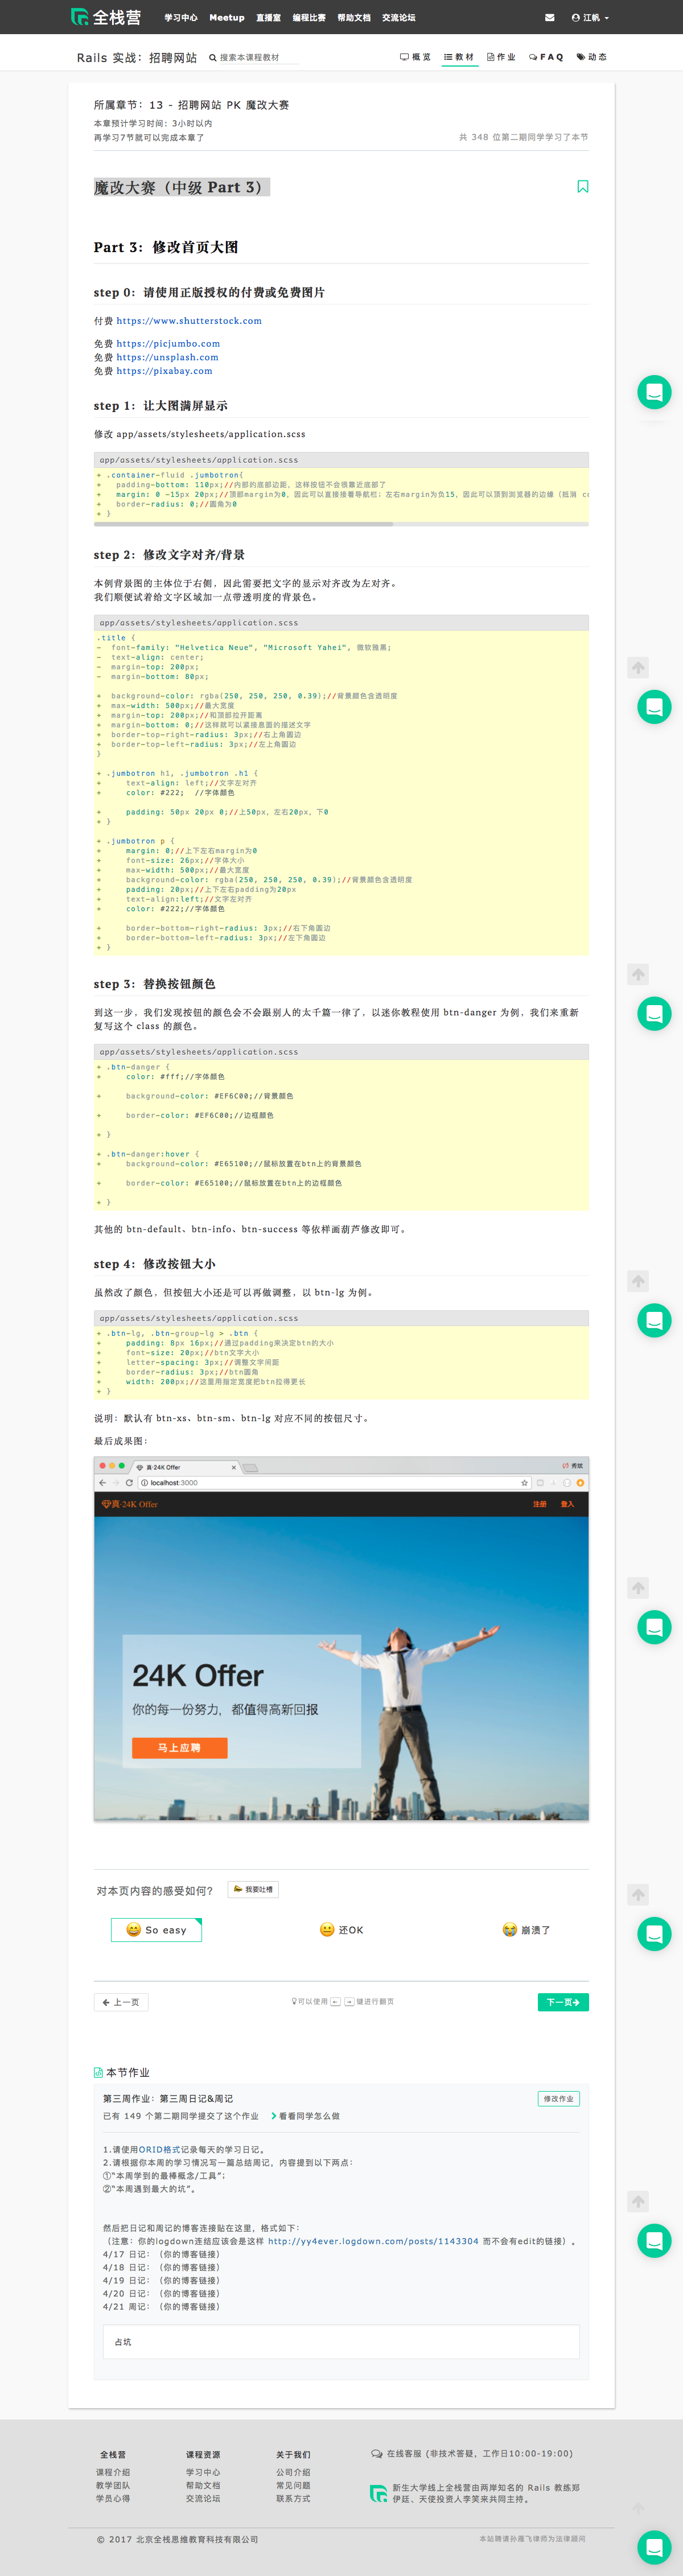 全栈营
学习中心 Meetup 直播室 编程比赛 帮助文档 交流论坛
江帆
Rails 实战：招聘网站
搜索本课程教材
概览 教材 作业 FAQ 动态
所属章节：13 - 招聘网站 PK 魔改大赛
本章预计学习时间：3小时以内
再学习7节就可以完成本章了
共 348 位第二期同学学习了本节
魔改大赛（中级 Part 3）
Part 3：修改首页大图
step 0：请使用正版授权的付费或免费图片
付费 https://www.shutterstock.com
免费 https://picjumbo.com
免费 https://unsplash.com
免费 https://pixabay.com
step 1：让大图满屏显示
修改 app/assets/stylesheets/application.scss
app/assets/stylesheets/application.scss
+ .container-fluid .jumbotron{
+   padding-bottom: 110px;//内部的底部边距，这样按钮不会很靠近底部了
+   margin: 0 -15px 20px;//顶部margin为0，因此可以直接接着导航栏；左右margin为负15，因此可以顶到浏览器的边缘（抵消 co
+   border-radius: 0;//圆角为0
+ }
step 2：修改文字对齐/背景
本例背景图的主体位于右侧，因此需要把文字的显示对齐改为左对齐。
我们顺便试着给文字区域加一点带透明度的背景色。
app/assets/stylesheets/application.scss
.title {
-  font-family: "Helvetica Neue", "Microsoft Yahei", 微软雅黑;
-  text-align: center;
-  margin-top: 200px;
-  margin-bottom: 80px;
+  background-color: rgba(250, 250, 250, 0.39);//背景颜色含透明度
+  max-width: 500px;//最大宽度
+  margin-top: 200px;//和顶部拉开距离
+  margin-bottom: 0;//这样就可以紧接息面的描述文字
+  border-top-right-radius: 3px;//右上角圆边
+  border-top-left-radius: 3px;//左上角圆边
}
+ .jumbotron h1, .jumbotron .h1 {
+     text-align: left;//文字左对齐
+     color: #222;  //字体颜色
+     padding: 50px 20px 0;//上50px，左右20px，下0
+ }
+ .jumbotron p {
+     margin: 0;//上下左右margin为0
+     font-size: 26px;//字体大小
+     max-width: 500px;//最大宽度
+     background-color: rgba(250, 250, 250, 0.39);//背景颜色含透明度
+     padding: 20px;//上下左右padding为20px
+     text-align:left;//文字左对齐
+     color: #222;//字体颜色
+     border-bottom-right-radius: 3px;//右下角圆边
+     border-bottom-left-radius: 3px;//左下角圆边
+ }
step 3：替换按钮颜色
到这一步，我们发现按钮的颜色会不会跟别人的太千篇一律了，以迷你教程使用 btn-danger 为例，我们来重新
复写这个 class 的颜色。
app/assets/stylesheets/application.scss
+ .btn-danger {
+     color: #fff;//字体颜色
+     background-color: #EF6C00;//背景颜色
+     border-color: #EF6C00;//边框颜色
+ }
+ .btn-danger:hover {
+     background-color: #E65100;//鼠标放置在btn上的背景颜色
+     border-color: #E65100;//鼠标放置在btn上的边框颜色
+ }
其他的 btn-default、btn-info、btn-success 等依样画葫芦修改即可。
step 4：修改按钮大小
虽然改了颜色，但按钮大小还是可以再做调整，以 btn-lg 为例。
app/assets/stylesheets/application.scss
+ .btn-lg, .btn-group-lg > .btn {
+     padding: 8px 16px;//通过padding来决定btn的大小
+     font-size: 20px;//btn文字大小
+     letter-spacing: 3px;//调整文字间距
+     border-radius: 3px;//btn圆角
+     width: 200px;//这里用指定宽度把btn拉得更长
+ }
说明：默认有 btn-xs、btn-sm、btn-lg 对应不同的按钮尺寸。
最后成果图：
真·24K Offer
localhost:3000
真·24K Offer
注册 登入
24K Offer
你的每一份努力，都值得高新回报
马上应聘
对本页内容的感受如何？
我要吐槽
So easy
还OK
崩溃了
上一页
可以使用 ← → 键进行翻页
下一页
本节作业
第三周作业：第三周日记&周记
修改作业
已有 149 个第二期同学提交了这个作业 看看同学怎么做
1.请使用ORID格式记录每天的学习日记。
2.请根据你本周的学习情况写一篇总结周记，内容提到以下两点：
①“本周学到的最棒概念/工具”；
②“本周遇到最大的坑”。
然后把日记和周记的博客连接贴在这里，格式如下：
（注意：你的logdown连结应该会是这样 http://yy4ever.logdown.com/posts/1143304 而不会有edit的链接）。
4/17 日记：（你的博客链接）
4/18 日记：（你的博客链接）
4/19 日记：（你的博客链接）
4/20 日记：（你的博客链接）
4/21 周记：（你的博客链接）
占坑
全栈营
课程介绍
教学团队
学员心得
课程资源
学习中心
帮助文档
交流论坛
关于我们
公司介绍
常见问题
联系方式
在线客服 (非技术答疑，工作日10:00-19:00)
新生大学线上全栈营由两岸知名的 Rails 教练郑
伊廷、天使投资人李笑来共同主持。
© 2017 北京全栈思维教育科技有限公司
本站聘请孙雁飞律师为法律顾问